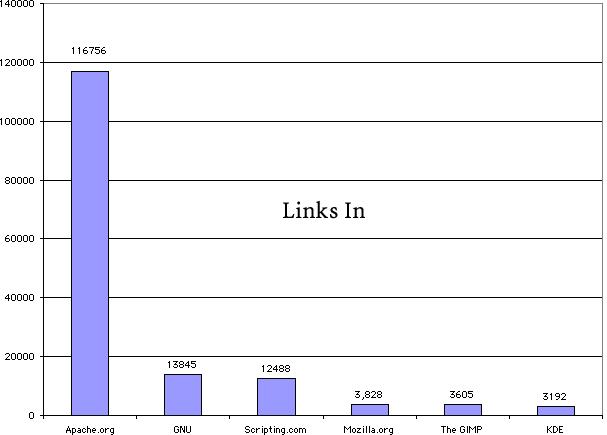 140000
116756
120000
100000
80000
Links In
60000
40000
20000
13845
12488
3,828
3605
3192
0
Apache.org
GNU
Scripting.com
Mozilla.org
The GIMP
KDE